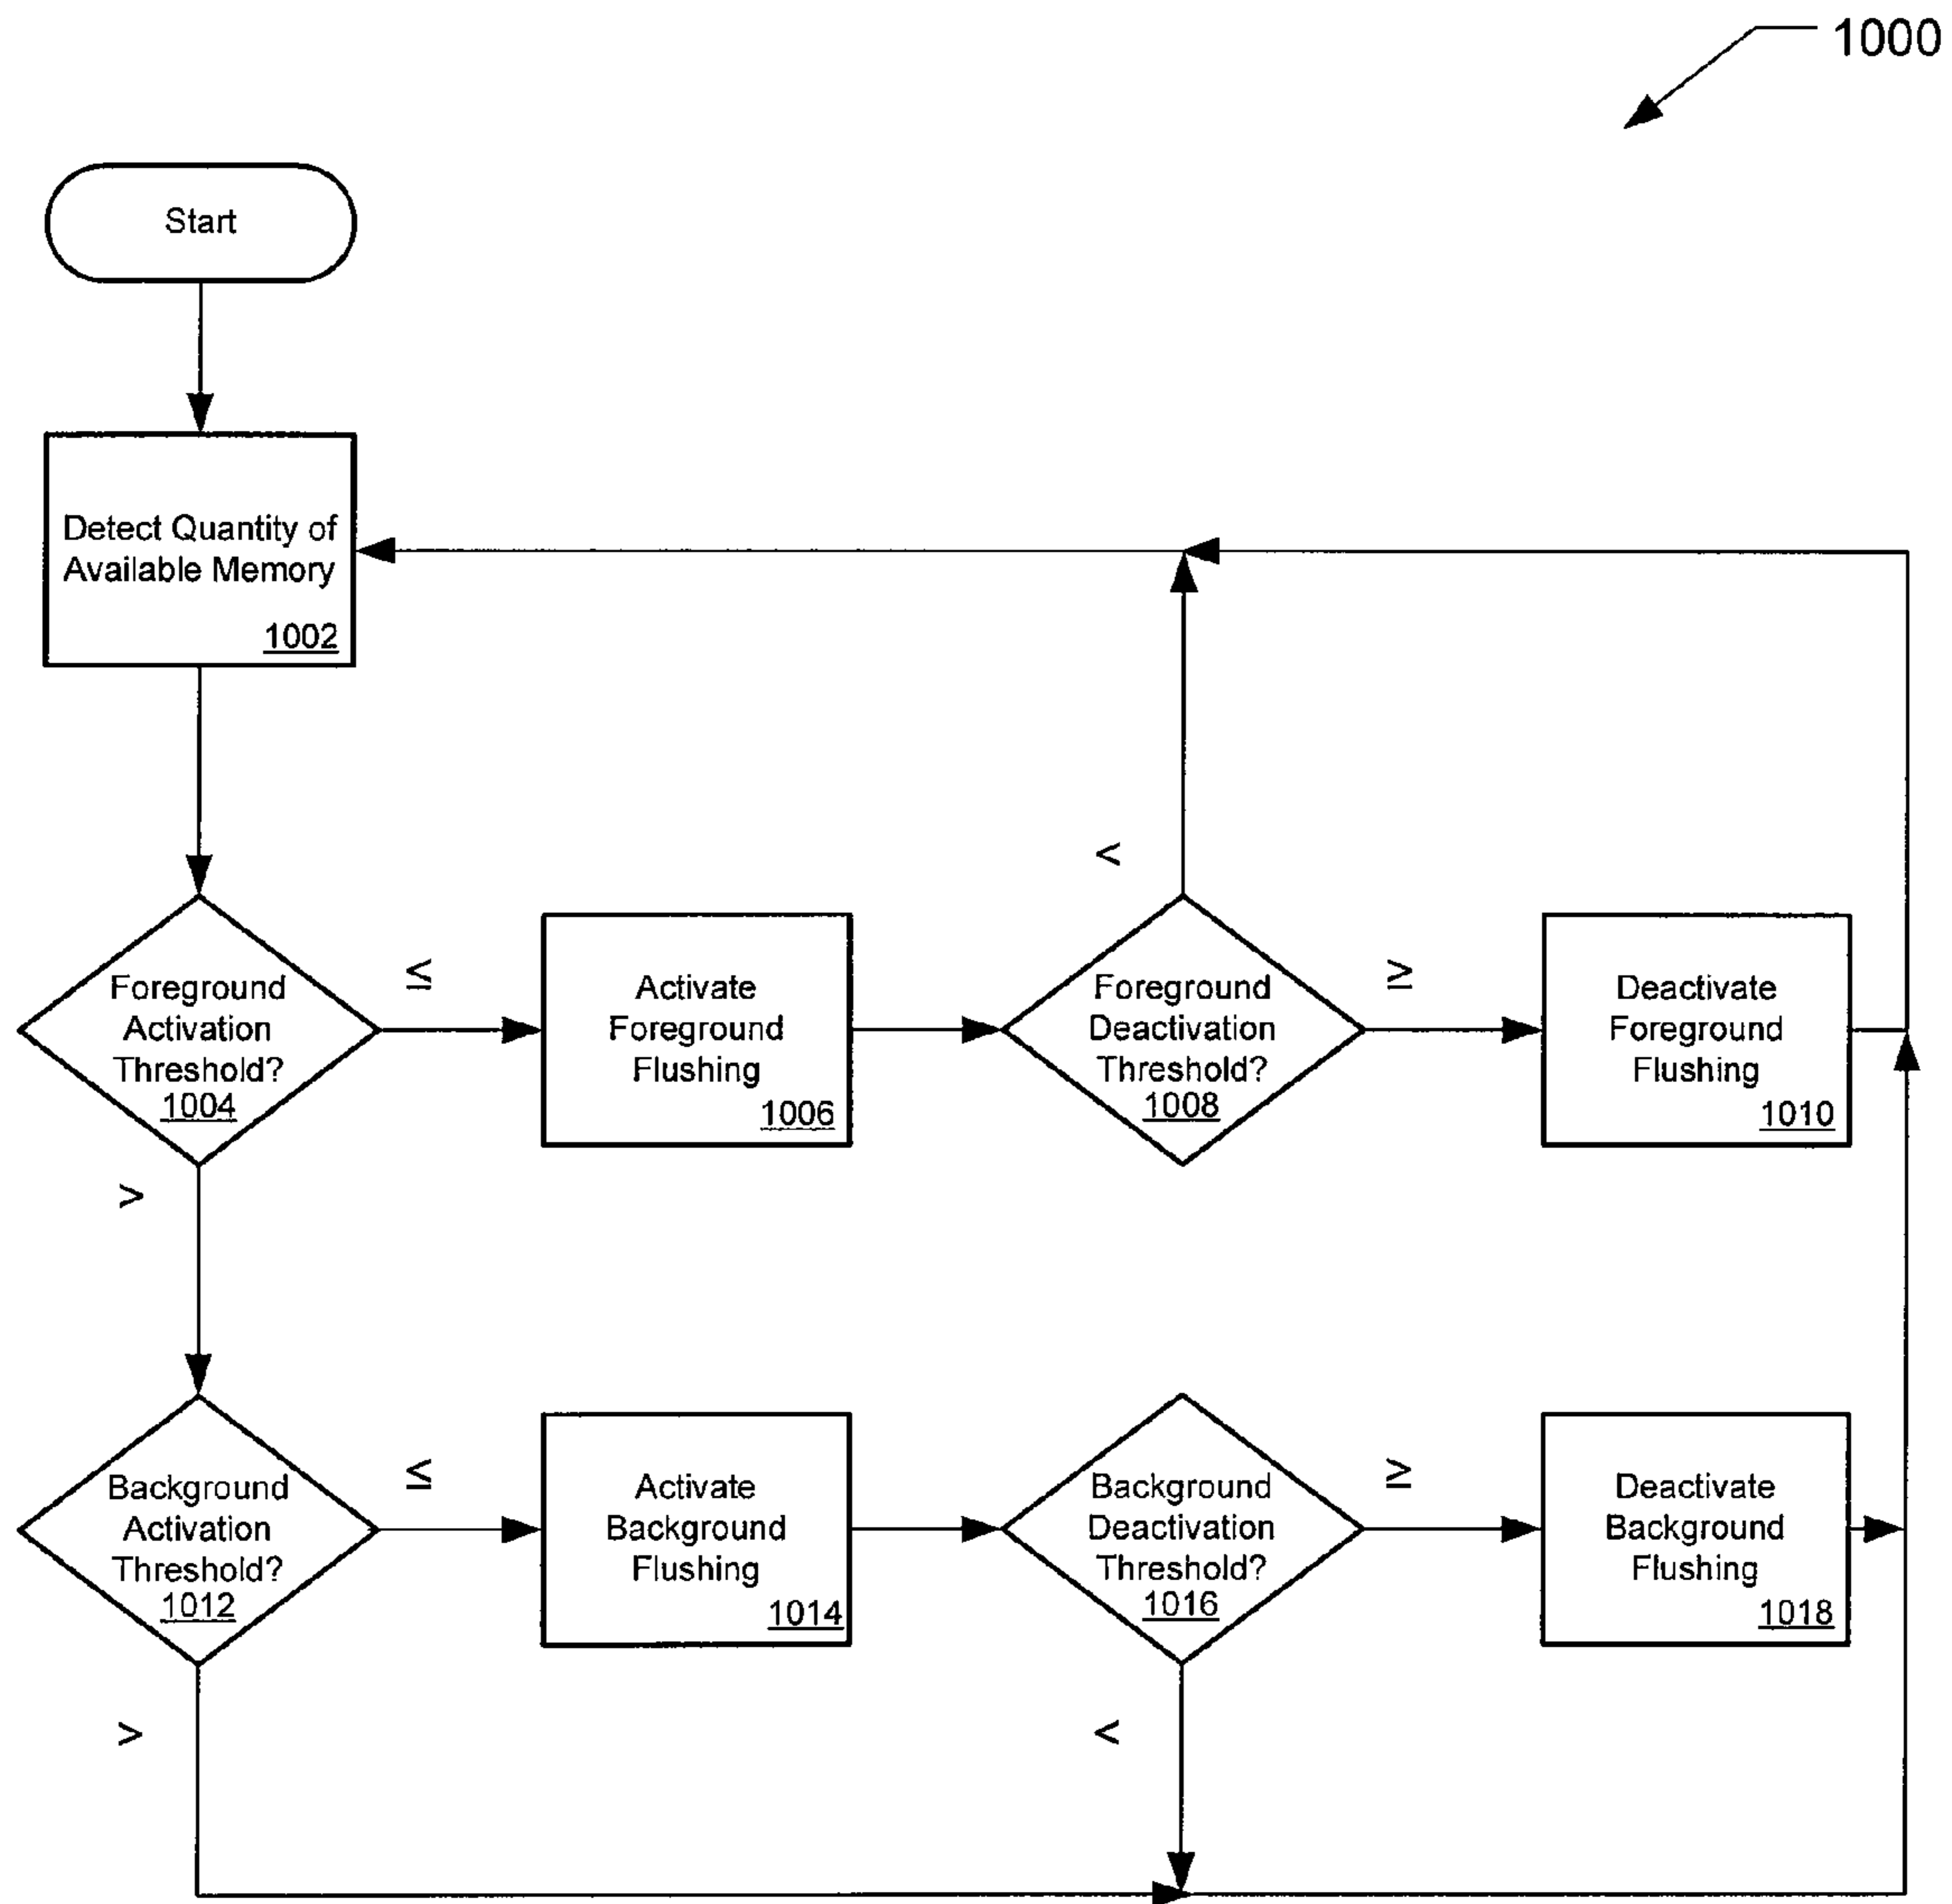 1000
Start
Detect Quantity of
Available Memory
1002
<
Foreground
Activation
Threshold?
1004
≤
Activate
Foreground
Flushing
1006
Foreground
Deactivation
Threshold?
1008
≥
Deactivate
Foreground
Flushing
1010
>
Background
Activation
Threshold?
1012
≤
Activate
Background
Flushing
1014
Background
Deactivation
Threshold?
1016
≥
Deactivate
Background
Flushing
1018
>
<